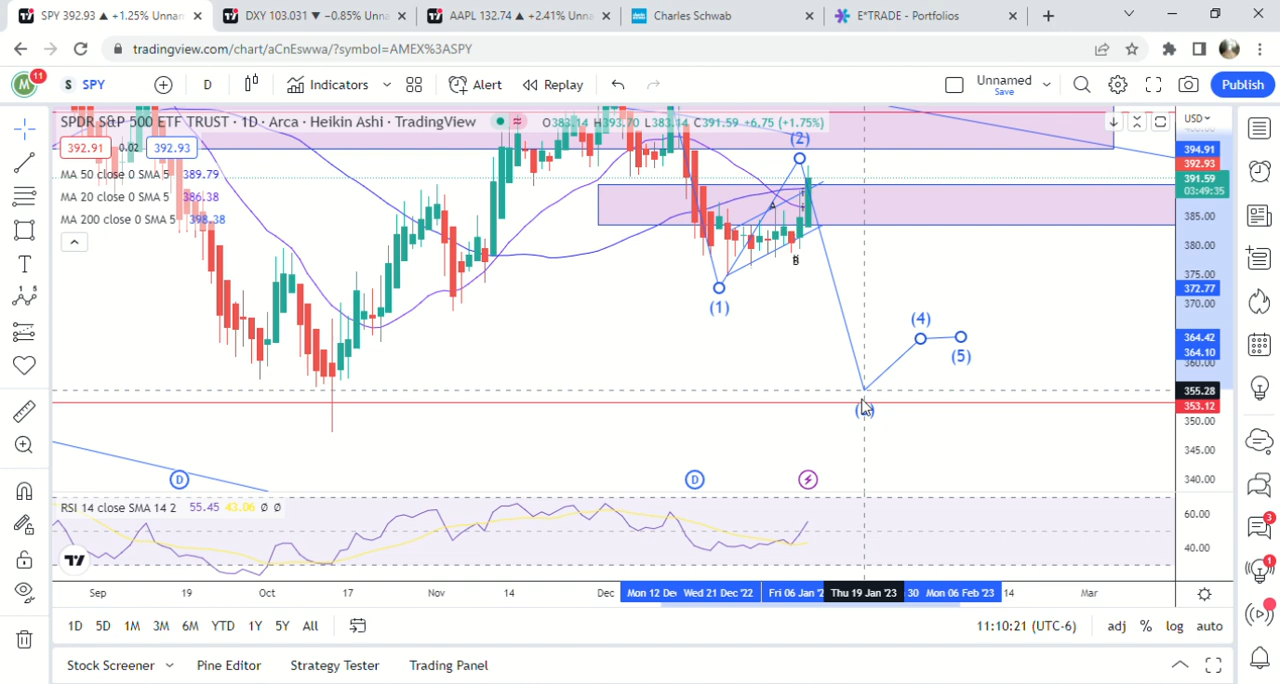 SPY 392.93 ▲ +1.25% Unnan
DXY 103.031 ▼ −0.85% Unna
AAPL 132.74 ▲ +2.41% Unna
Charles Schwab
E*TRADE - Portfolios
tradingview.com/chart/aCnEswwa/?symbol=AMEX%3ASPY
M 11 S SPY D Indicators Alert Replay Unnamed Save Publish
SPDR S&P 500 ETF TRUST · 1D · Arca · Heikin Ashi · TradingView O383.14 H393.70 L383.14 C391.59 +6.75 (+1.75%)
USD
392.91 0.02 392.93
MA 50 close 0 SMA 5 389.79
MA 20 close 0 SMA 5 386.38
MA 200 close 0 SMA 5 398.38
(2)
A
B
(1)
(4)
(5)
394.91
392.93
391.59
03:49:35
385.00
380.00
375.00
372.77
370.00
364.42
364.10
360.00
355.28
353.12
350.00
345.00
340.00
D D
RSI 14 close SMA 14 2 55.45 43.06 Ø Ø
60.00
40.00
Sep 19 Oct 17 Nov 14 Dec Mon 12 De Wed 21 Dec '22 Fri 06 Jan '2 Thu 19 Jan '23 30 Mon 06 Feb '23 14 Mar
1D 5D 1M 3M 6M YTD 1Y 5Y All 11:10:21 (UTC-6) adj % log auto
Stock Screener Pine Editor Strategy Tester Trading Panel
3
1